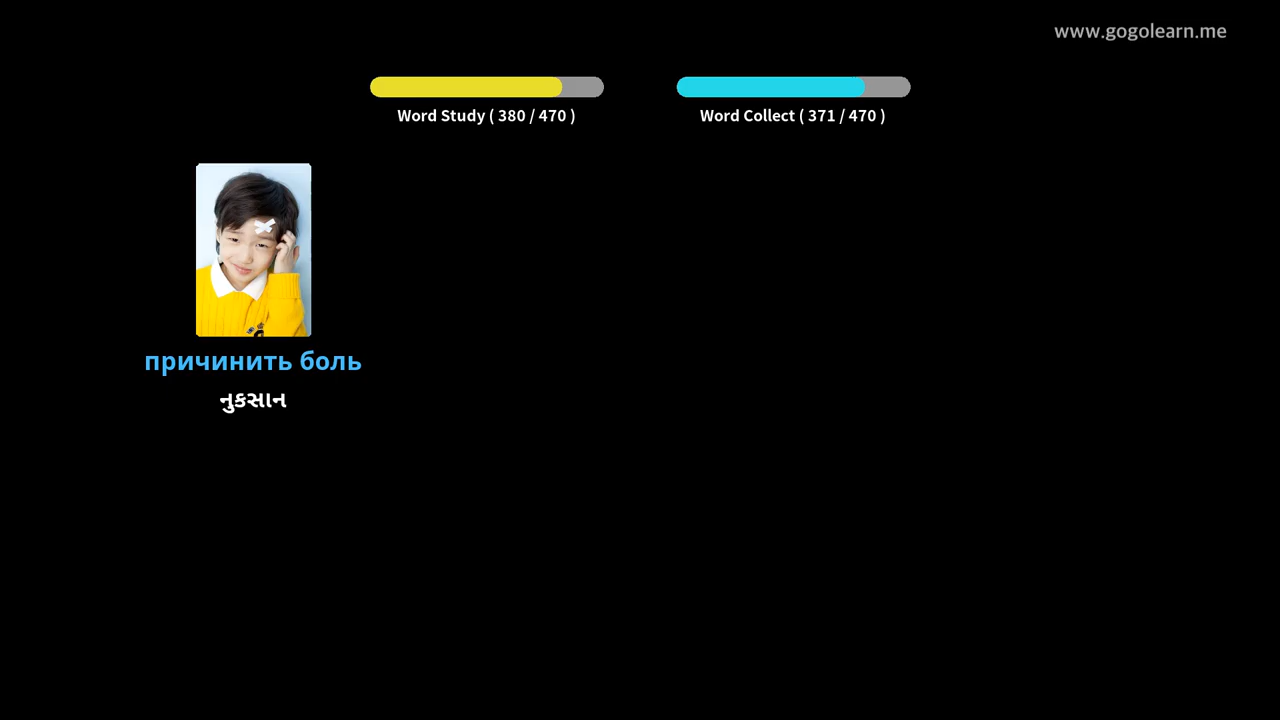 www.gogolearn.me
Word Study ( 380 / 470 )
Word Collect ( 371 / 470 )
причинить боль
નુકસાન